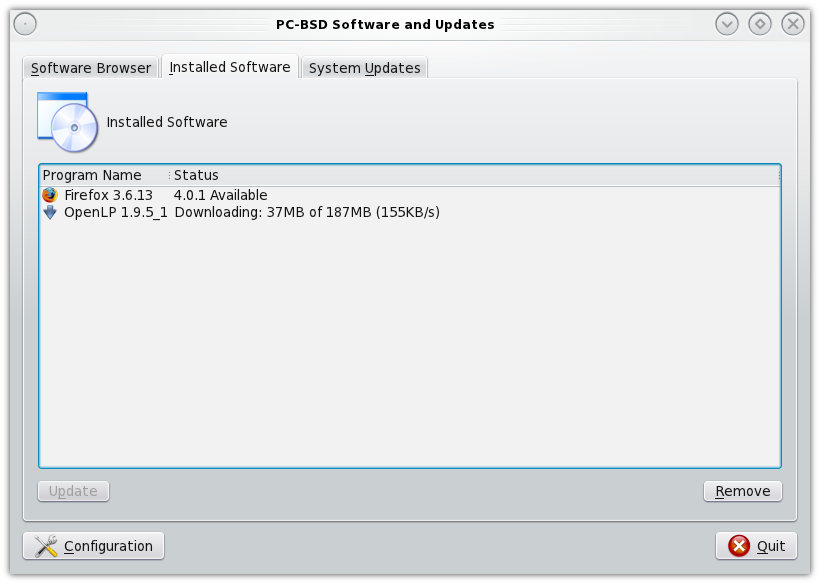 PC-BSD Software and Updates
Software Browser Installed Software System Updates
Installed Software
Program Name Status
Firefox 3.6.13 4.0.1 Available
OpenLP 1.9.5_1 Downloading: 37MB of 187MB (155KB/s)
Update Remove
Configuration Quit